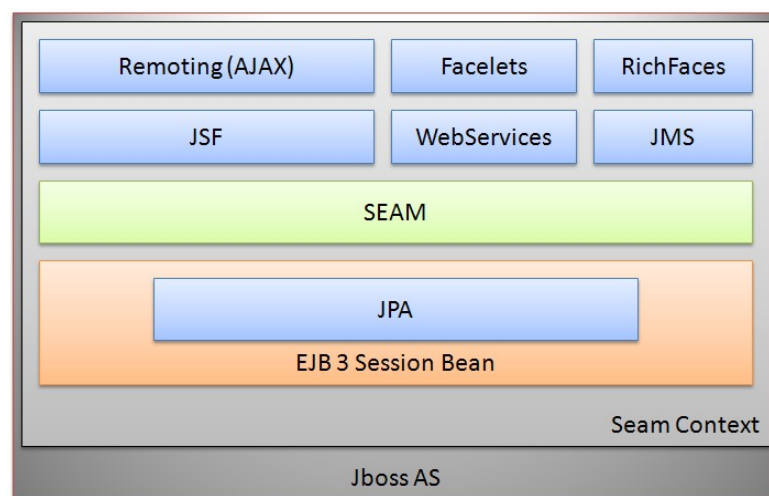 Remoting (AJAX)
Facelets
RichFaces
JSF
WebServices
JMS
SEAM
JPA
EJB 3 Session Bean
Seam Context
Jboss AS